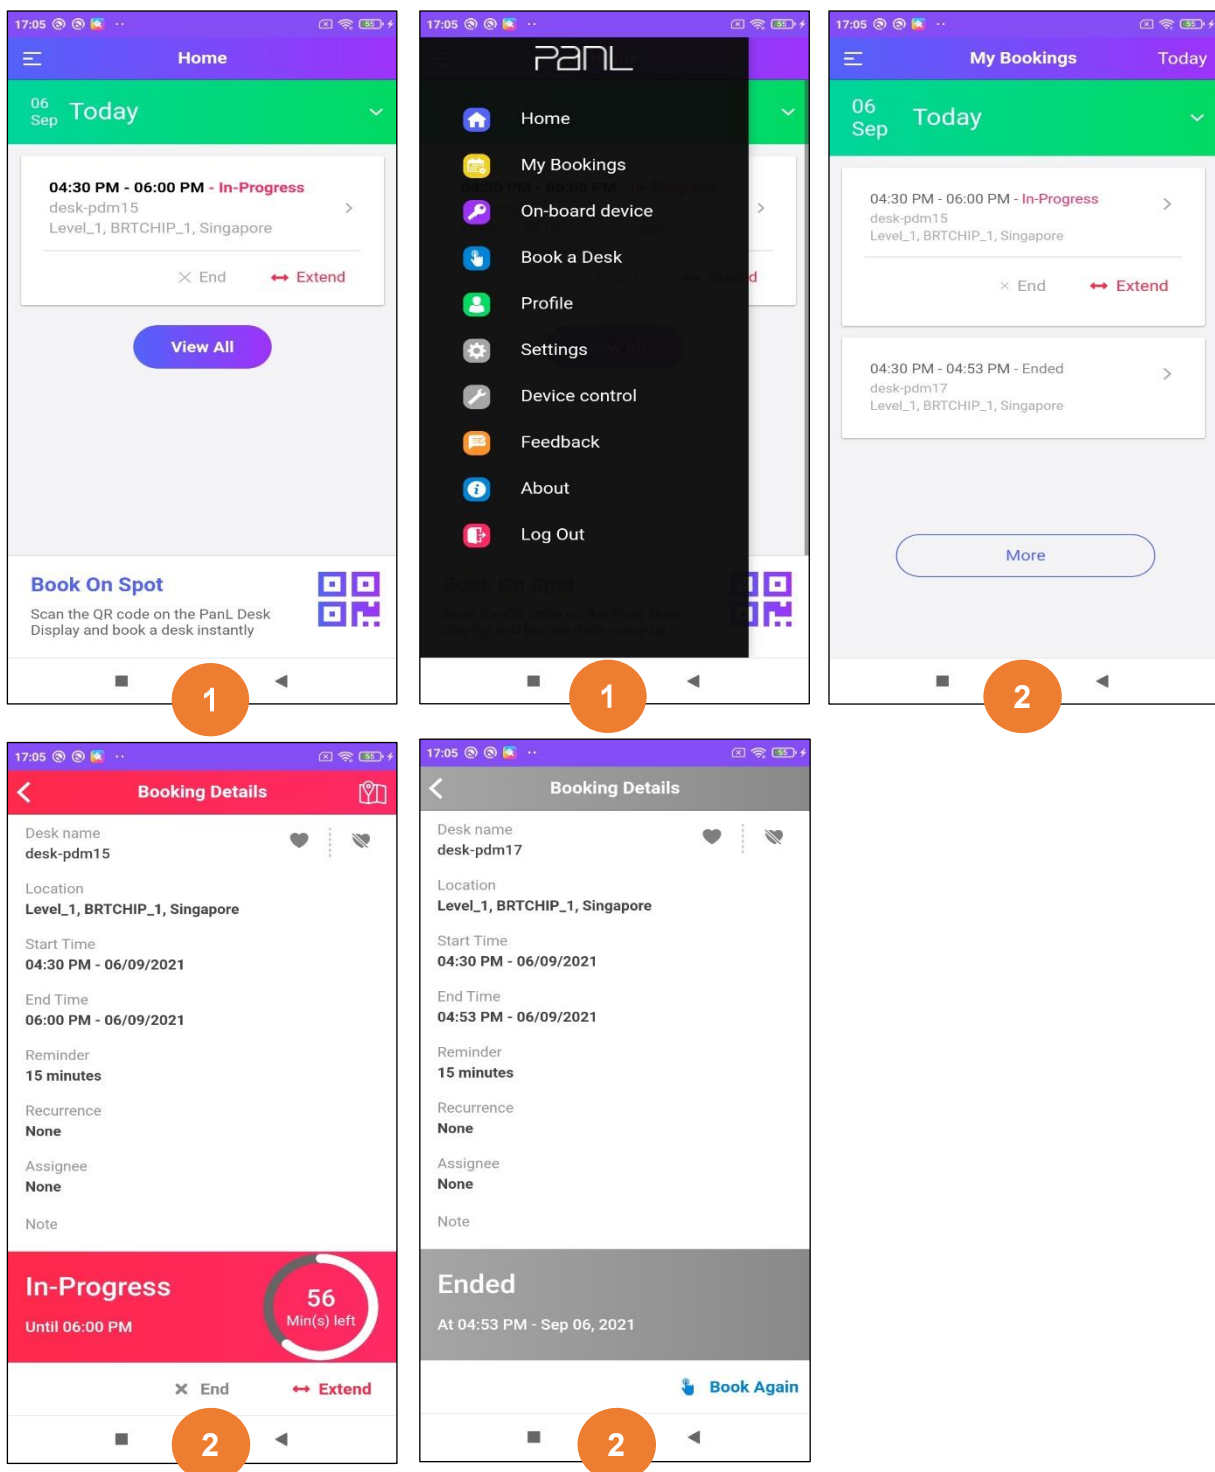 17:05
55
Home
06
Sep
Today
04:30 PM - 06:00 PM - In-Progress
desk-pdm15
Level_1, BRTCHIP_1, Singapore
End
Extend
View All
Book On Spot
Scan the QR code on the PanL Desk
Display and book a desk instantly
1
17:05
55
PanL
Home
My Bookings
On-board device
Book a Desk
Profile
Settings
Device control
Feedback
About
Log Out
1
17:05
55
My Bookings
Today
06
Sep
Today
04:30 PM - 06:00 PM - In-Progress
desk-pdm15
Level_1, BRTCHIP_1, Singapore
End
Extend
04:30 PM - 04:53 PM - Ended
desk-pdm17
Level_1, BRTCHIP_1, Singapore
More
2
17:05
55
Booking Details
Desk name
desk-pdm15
Location
Level_1, BRTCHIP_1, Singapore
Start Time
04:30 PM - 06/09/2021
End Time
06:00 PM - 06/09/2021
Reminder
15 minutes
Recurrence
None
Assignee
None
Note
In-Progress
Until 06:00 PM
56
Min(s) left
End
Extend
2
17:05
55
Booking Details
Desk name
desk-pdm17
Location
Level_1, BRTCHIP_1, Singapore
Start Time
04:30 PM - 06/09/2021
End Time
04:53 PM - 06/09/2021
Reminder
15 minutes
Recurrence
None
Assignee
None
Note
Ended
At 04:53 PM - Sep 06, 2021
Book Again
2